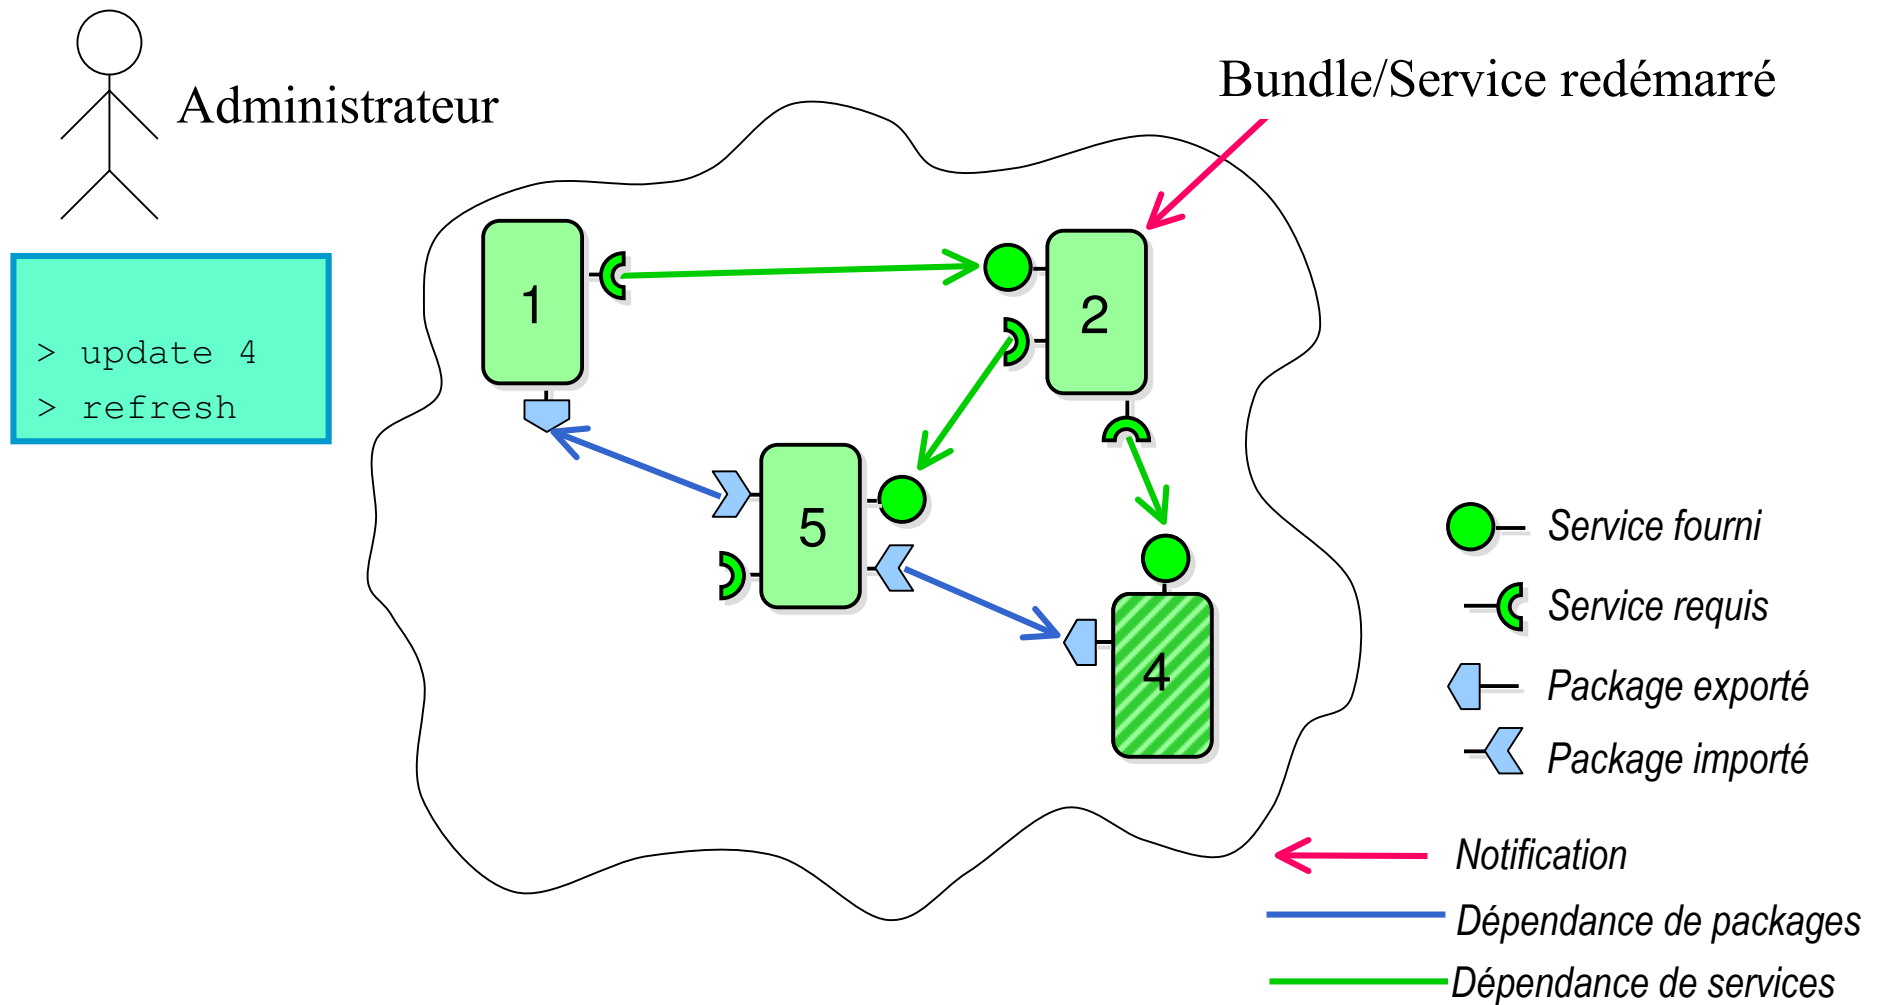 Administrateur
Bundle/Service redémarré
> update 4
> refresh
1
2
5
4
Service fourni
Service requis
Package exporté
Package importé
Notification
Dépendance de packages
Dépendance de services